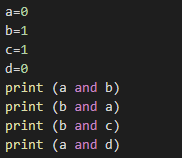 a=0
b=1
c=1
d=0
print (a and b)
print (b and a)
print (b and c)
print (a and d)